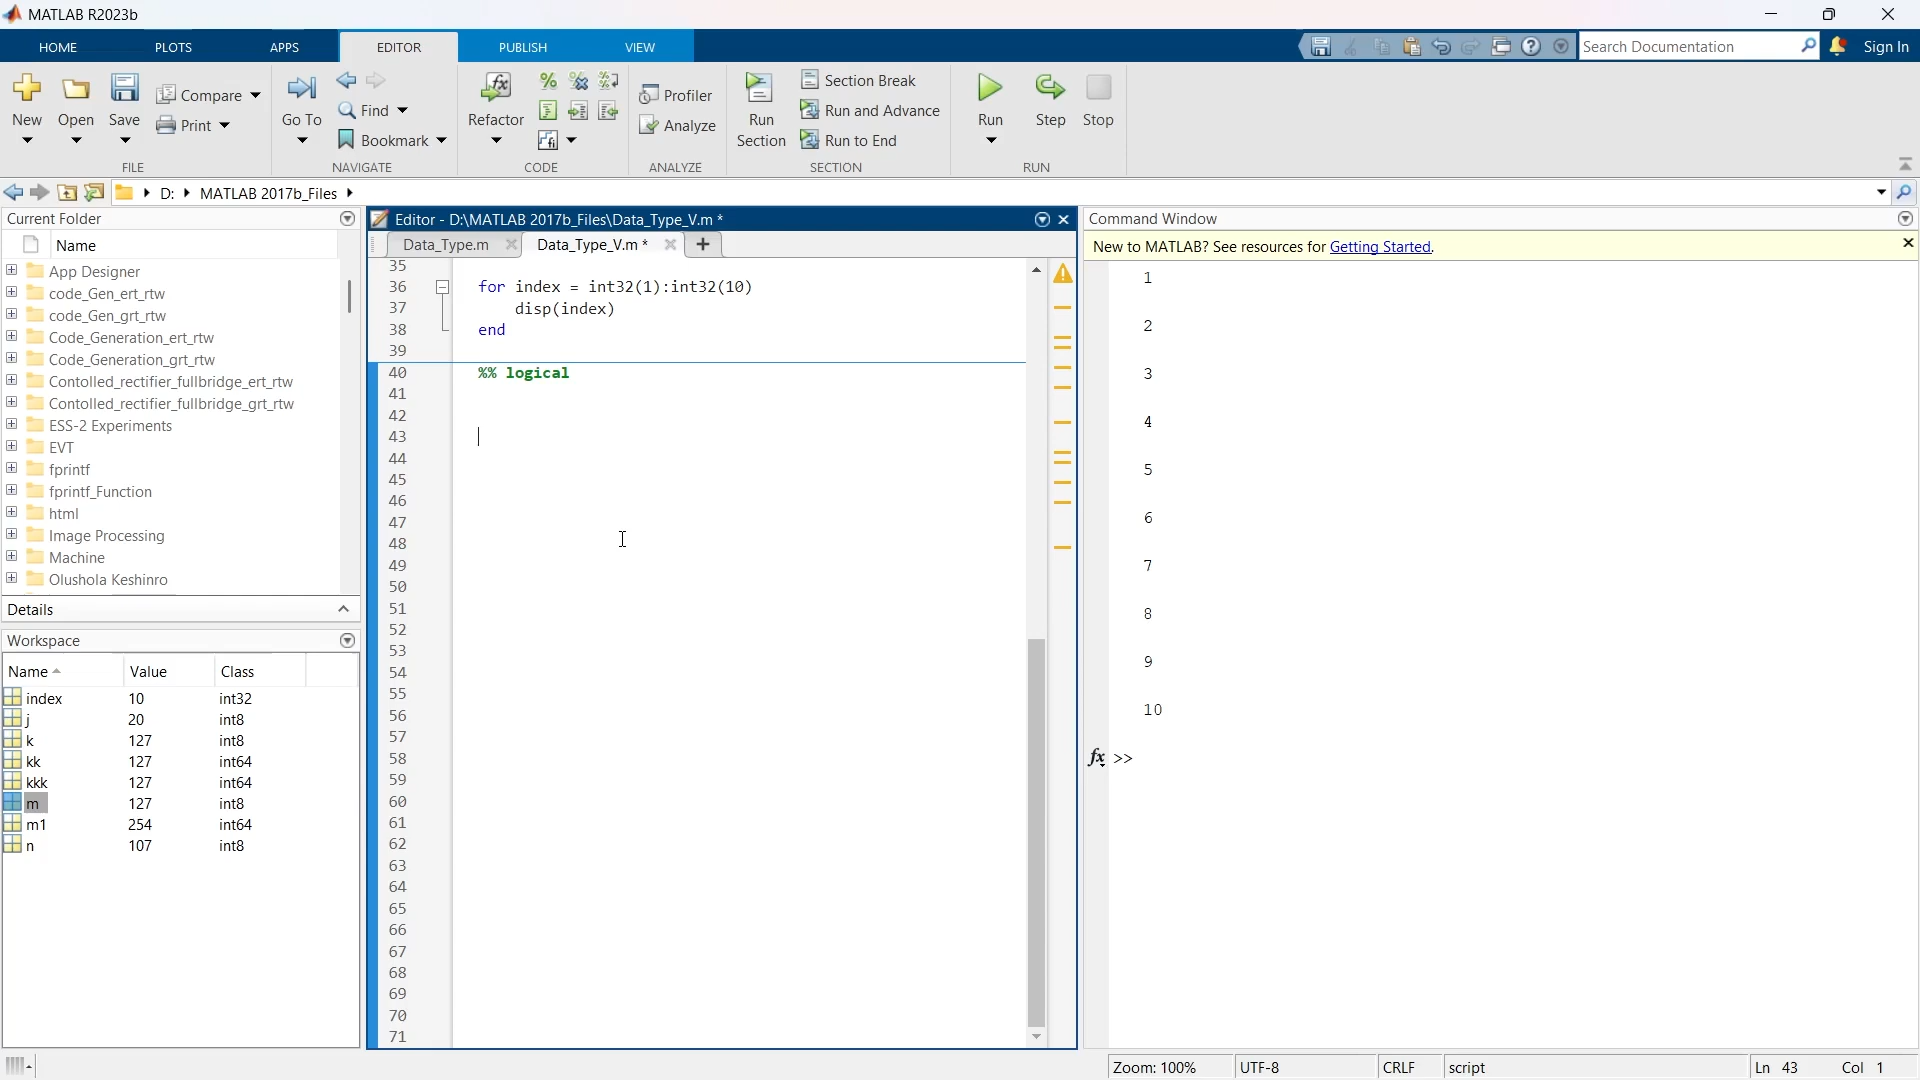 MATLAB R2023b
HOME PLOTS APPS EDITOR PUBLISH VIEW
Search Documentation
Sign In
New
Open
Save
Compare
Print
FILE
Go To
Find
Bookmark
NAVIGATE
Refactor
CODE
Profiler
Analyze
ANALYZE
Run
Section
Section Break
Run and Advance
Run to End
SECTION
Run
Step
Stop
RUN
D: MATLAB 2017b_Files
Current Folder
Name
App Designer
code_Gen_ert_rtw
code_Gen_grt_rtw
Code_Generation_ert_rtw
Code_Generation_grt_rtw
Contolled_rectifier_fullbridge_ert_rtw
Contolled_rectifier_fullbridge_grt_rtw
ESS-2 Experiments
EVT
fprintf
fprintf_Function
html
Image Processing
Machine
Olushola Keshinro
Details
Workspace
Name Value Class
index 10 int32
j 20 int8
k 127 int8
kk 127 int64
kkk 127 int64
m 127 int8
m1 254 int64
n 107 int8
Editor - D:\MATLAB 2017b_Files\Data_Type_V.m *
Data_Type.m
Data_Type_V.m *
35
36 for index = int32(1):int32(10)
37 disp(index)
38 end
39
40 %% logical
41
42
43
44
45
46
47
48
49
50
51
52
53
54
55
56
57
58
59
60
61
62
63
64
65
66
67
68
69
70
71
Command Window
New to MATLAB? See resources for Getting Started.
1
2
3
4
5
6
7
8
9
10
fx >>
Zoom: 100% UTF-8 CRLF script Ln 43 Col 1